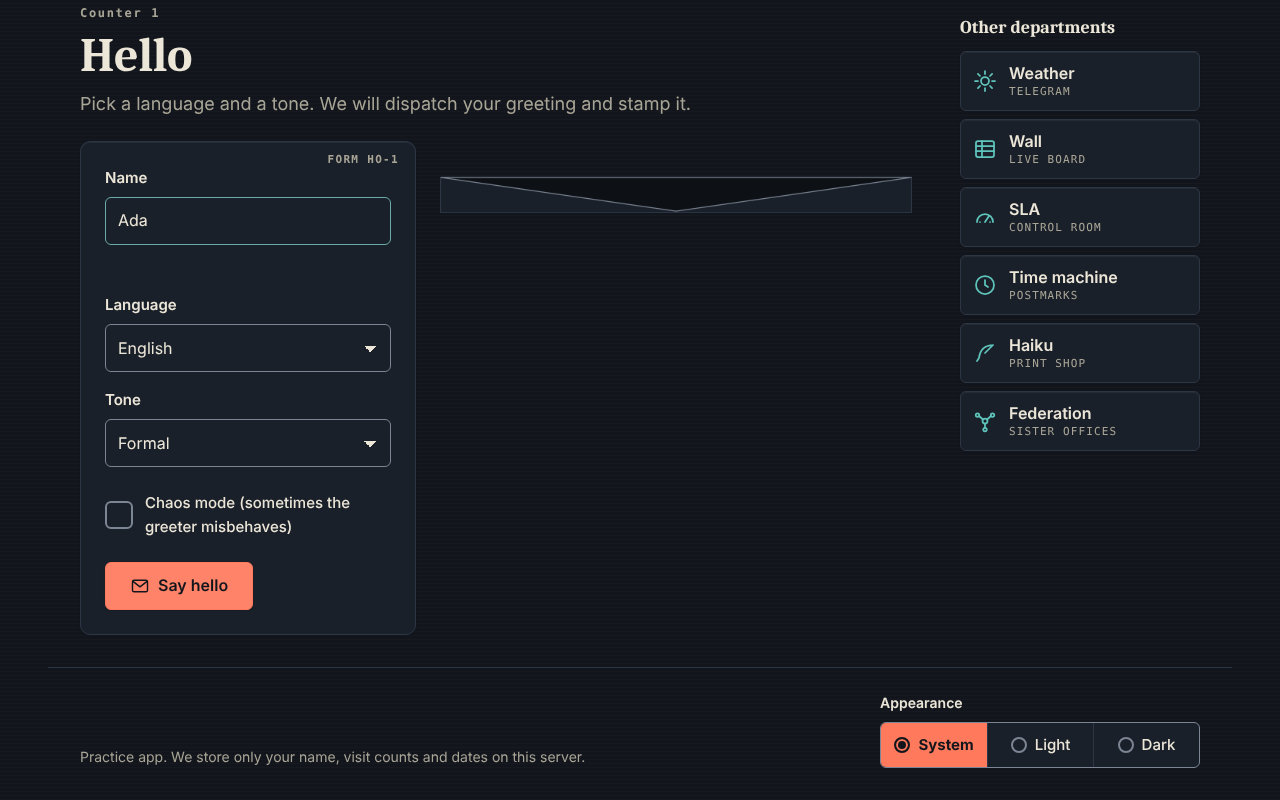 Counter 1
Hello
Pick a language and a tone. We will dispatch your greeting and stamp it.
FORM HO-1
Name
Ada
Language
English
Tone
Formal
Chaos mode (sometimes the
greeter misbehaves)
Say hello
Other departments
Weather
TELEGRAM
Wall
LIVE BOARD
SLA
CONTROL ROOM
Time machine
POSTMARKS
Haiku
PRINT SHOP
Federation
SISTER OFFICES
Practice app. We store only your name, visit counts and dates on this server.
Appearance
System
Light
Dark